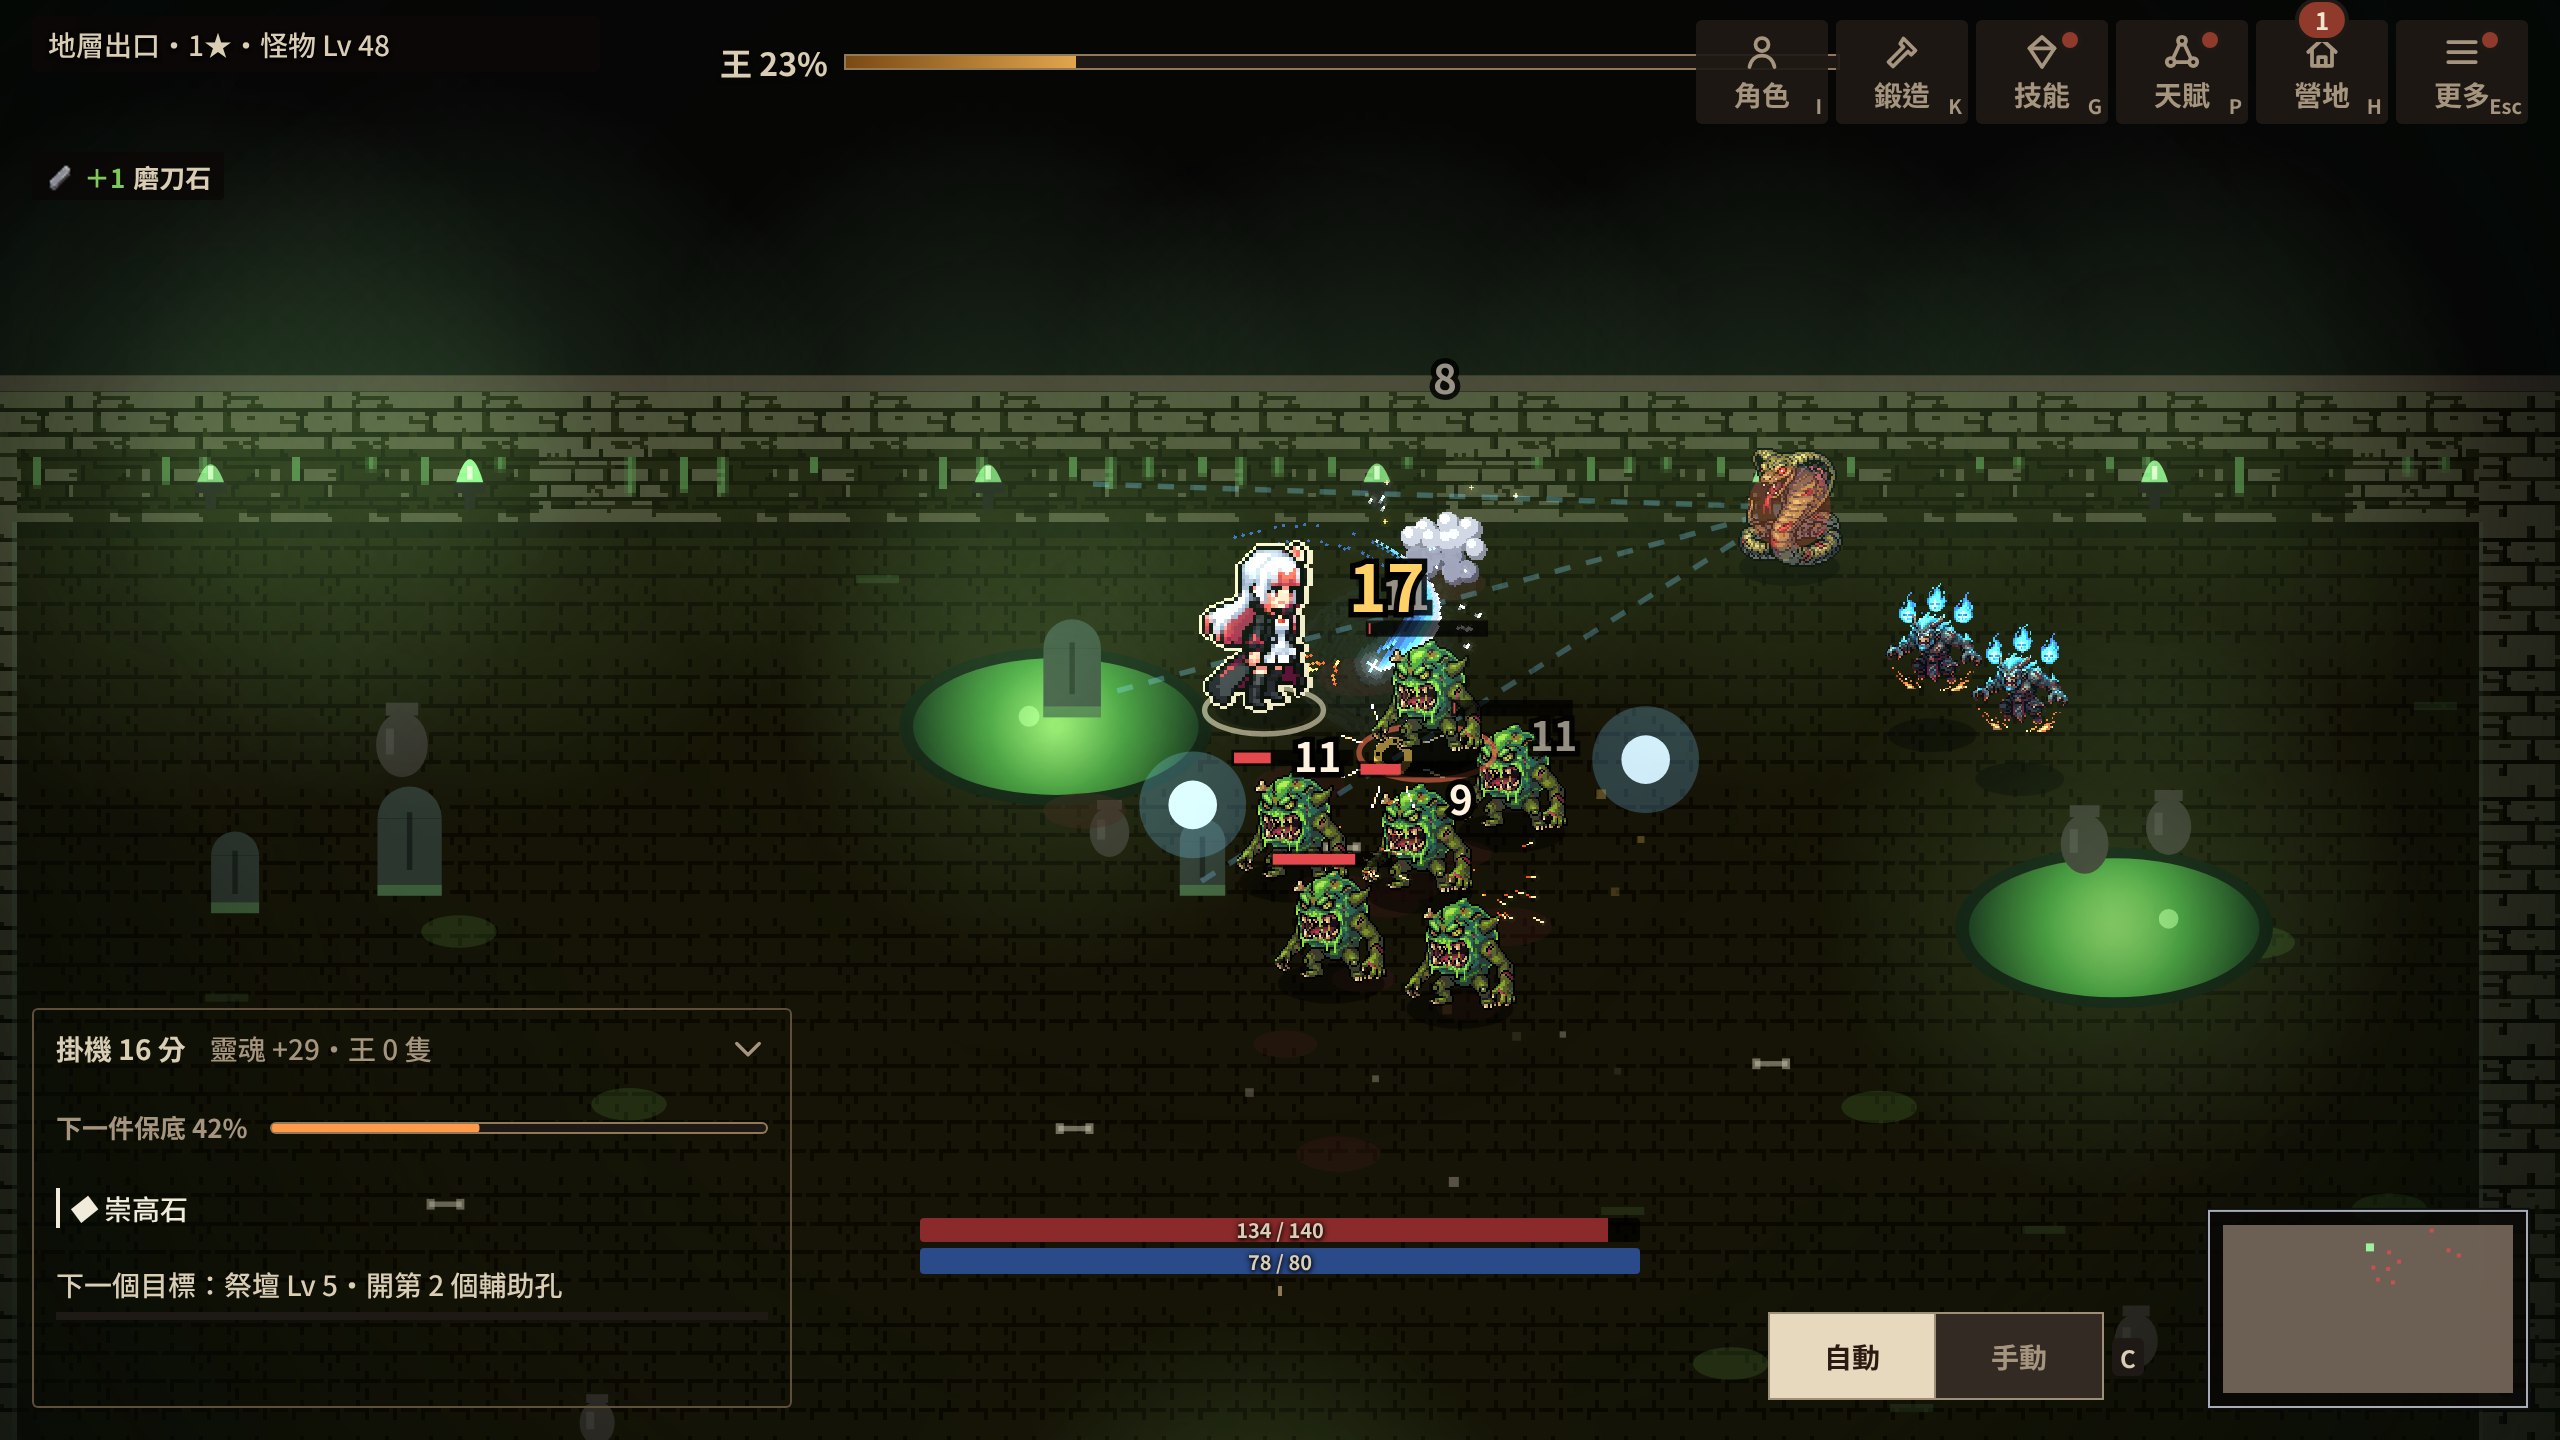 地層出口・1★・怪物 Lv 48
王 23%
角色 I
鍛造 K
技能 G
天賦 P
1
營地 H
更多 Esc
+1 磨刀石
8
17
11
11
9
掛機 16 分 靈魂 +29・王 0 隻
下一件保底 42%
崇高石
下一個目標：祭壇 Lv 5・開第 2 個輔助孔
134 / 140
78 / 80
自動 手動 C